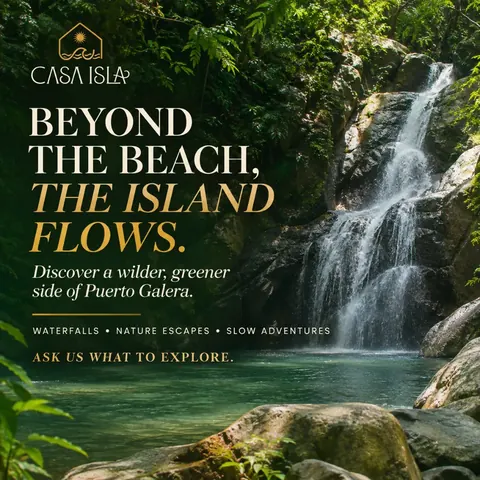 CASA ISLA
BEYOND
THE BEACH,
THE ISLAND
FLOWS.
Discover a wilder, greener
side of Puerto Galera.
WATERFALLS • NATURE ESCAPES • SLOW ADVENTURES
ASK US WHAT TO EXPLORE.